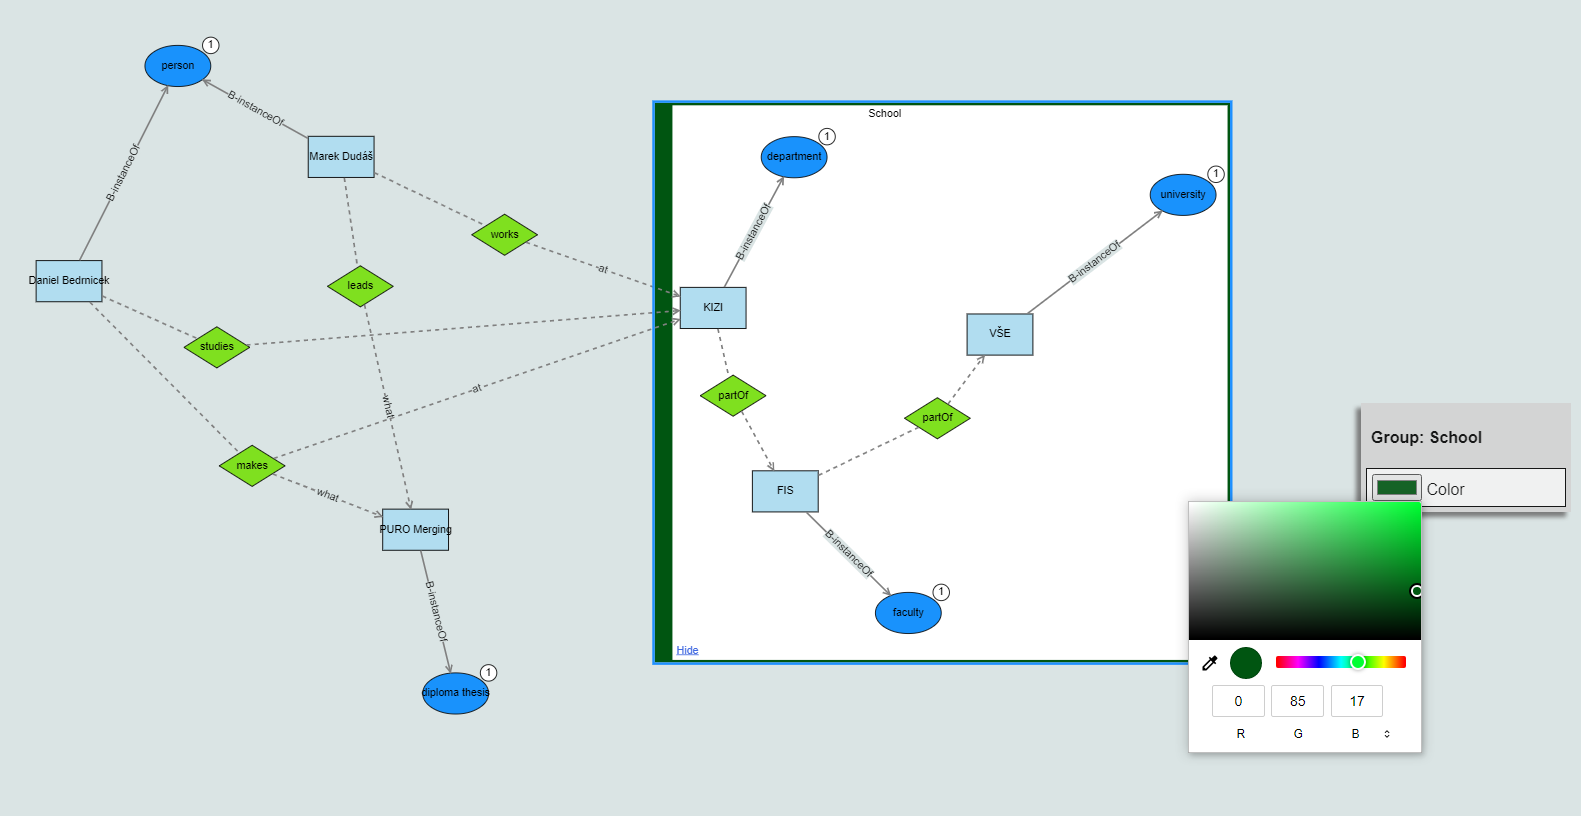 1
person
B-instanceOf
Marek Dudáš
B-instanceOf
works
at
Daniel Bedrnicek
leads
studies
what
at
makes
what
PURO Merging
B-instanceOf
1
diploma thesis
School
1
department
B-instanceOf
1
university
B-instanceOf
KIZI
VŠE
partOf
partOf
FIS
B-instanceOf
1
faculty
Hide
Group: School
Color
0 85 17
R G B